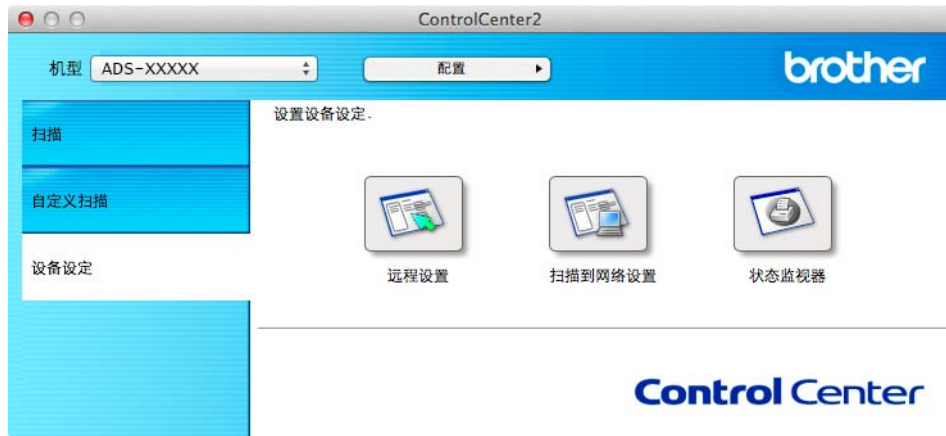 ControlCenter2
机型 ADS-XXXXX 配置 brother
扫描
自定义扫描
设备设定
设置设备设定.
远程设置 扫描到网络设置 状态监视器
Control Center